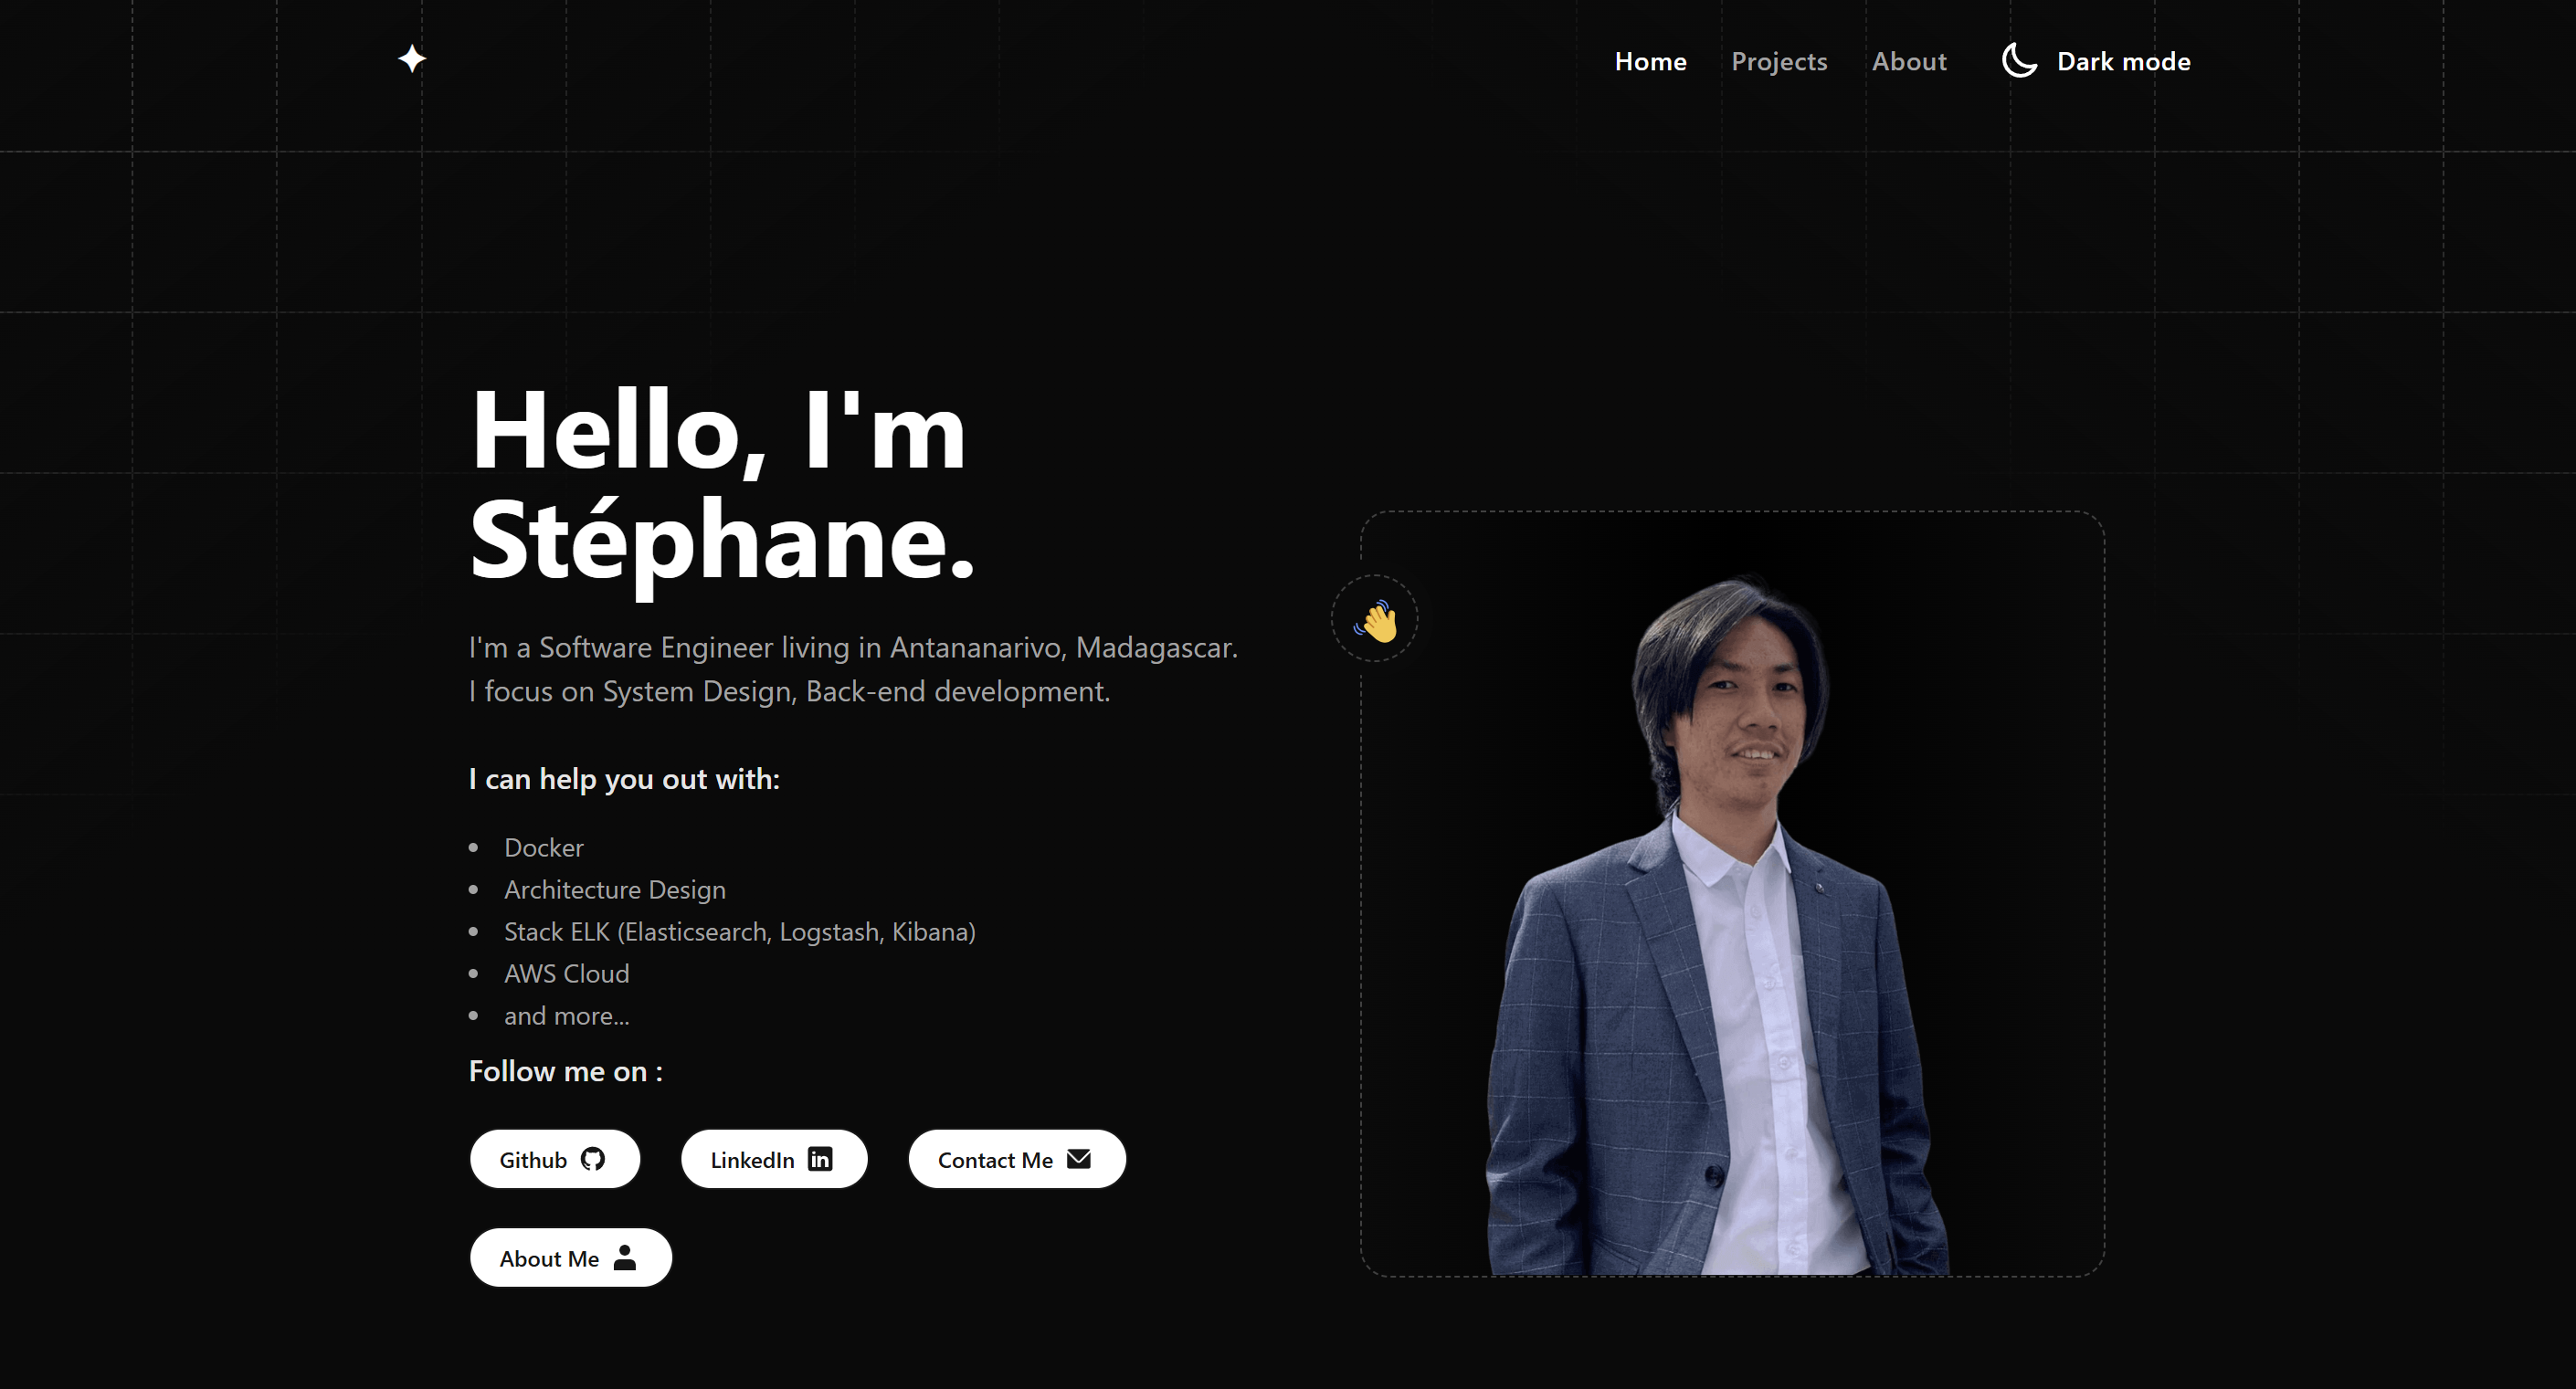 Home Projects About Dark mode
Hello, I'm
Stéphane.
I'm a Software Engineer living in Antananarivo, Madagascar.
I focus on System Design, Back-end development.
I can help you out with:
Docker
Architecture Design
Stack ELK (Elasticsearch, Logstash, Kibana)
AWS Cloud
and more...
Follow me on :
Github LinkedIn Contact Me
About Me